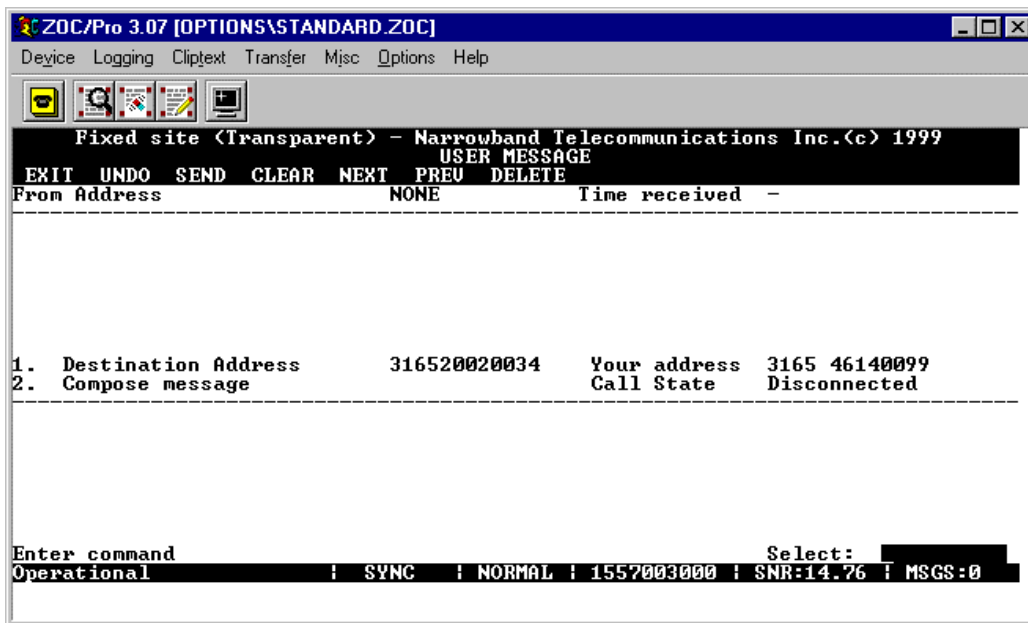 ZOC/Pro 3.07 [OPTIONS\STANDARD.ZOC]
Device Logging Cliptext Transfer Misc Options Help
Fixed site (Transparent) - Narrowband Telecommunications Inc.(c) 1999
USER MESSAGE
EXIT UNDO SEND CLEAR NEXT PREV DELETE
From Address NONE Time received -
1. Destination Address 316520020034 Your address 3165 46140099
2. Compose message Call State Disconnected
Enter command Select:
Operational ¦ SYNC ¦ NORMAL ¦ 1557003000 ¦ SNR:14.76 ¦ MSGS:0